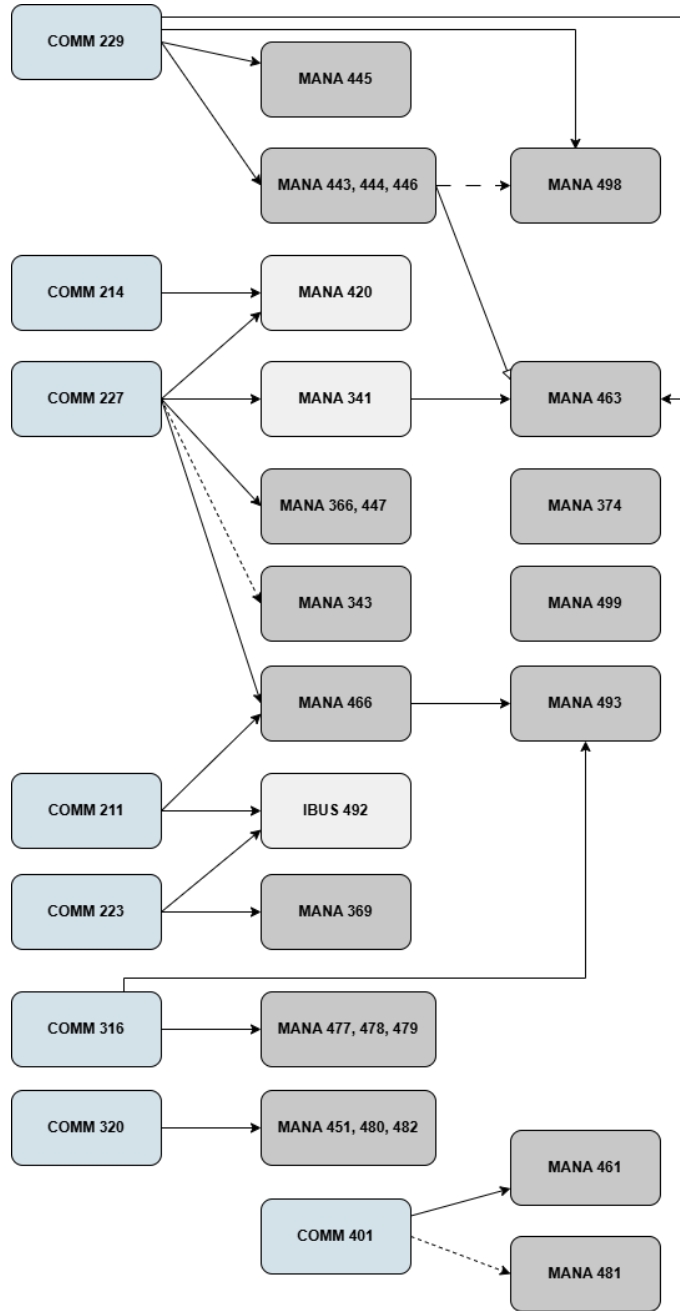 COMM 229
MANA 445
MANA 443, 444, 446
MANA 498
COMM 214
MANA 420
COMM 227
MANA 341
MANA 463
MANA 366, 447
MANA 374
MANA 343
MANA 499
MANA 466
MANA 493
COMM 211
IBUS 492
COMM 223
MANA 369
COMM 316
MANA 477, 478, 479
COMM 320
MANA 451, 480, 482
MANA 461
COMM 401
MANA 481